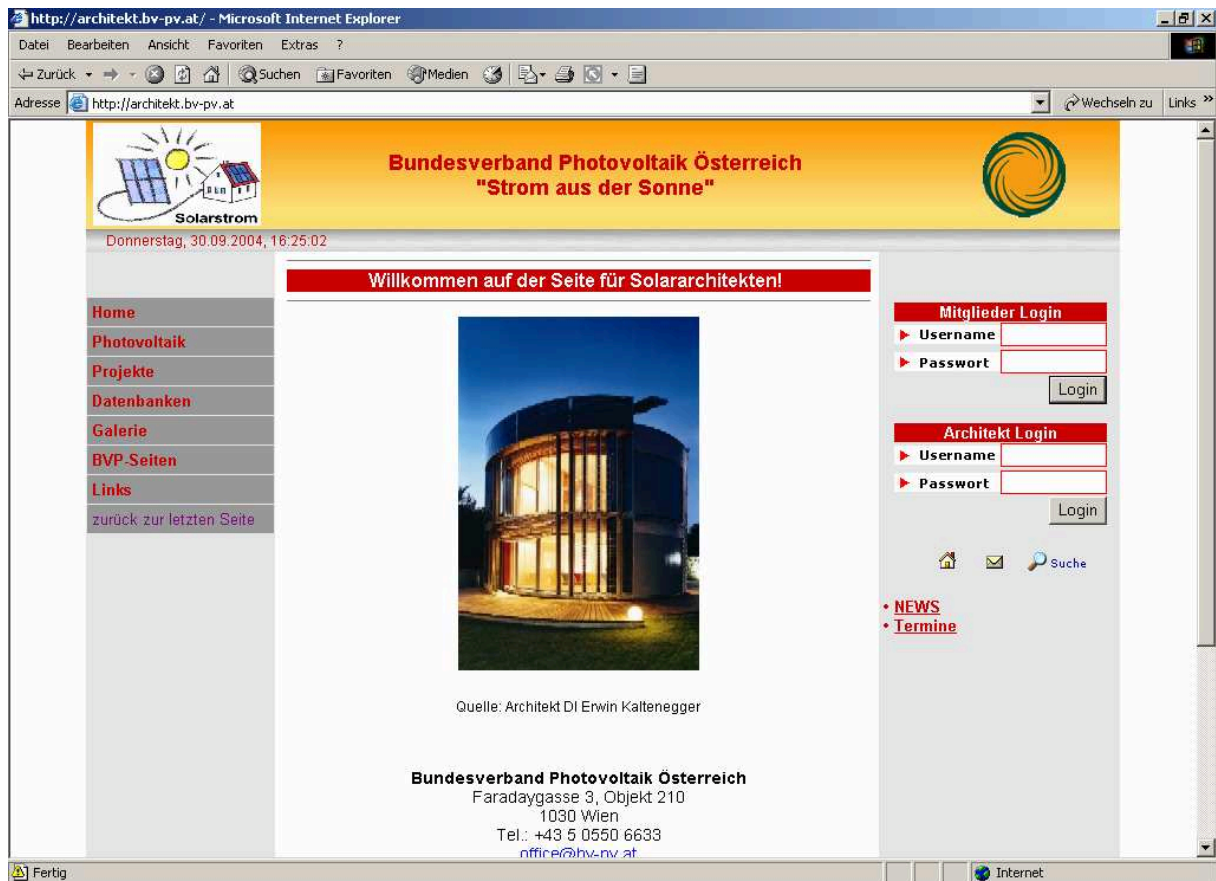 http://architekt.bv-pv.at/ - Microsoft Internet Explorer
Datei Bearbeiten Ansicht Favoriten Extras ?
Zurück Suchen Favoriten Medien
Adresse http://architekt.bv-pv.at Wechseln zu Links »
Solarstrom
Bundesverband Photovoltaik Österreich
"Strom aus der Sonne"
Donnerstag, 30.09.2004, 16:25:02
Home
Photovoltaik
Projekte
Datenbanken
Galerie
BVP-Seiten
Links
zurück zur letzten Seite
Willkommen auf der Seite für Solararchitekten!
Quelle: Architekt DI Erwin Kaltenegger
Bundesverband Photovoltaik Österreich
Faradaygasse 3, Objekt 210
1030 Wien
Tel.: +43 5 0550 6633
office@bv-pv.at
Mitglieder Login
Username
Passwort
Login
Architekt Login
Username
Passwort
Login
Suche
• NEWS
• Termine
Fertig Internet